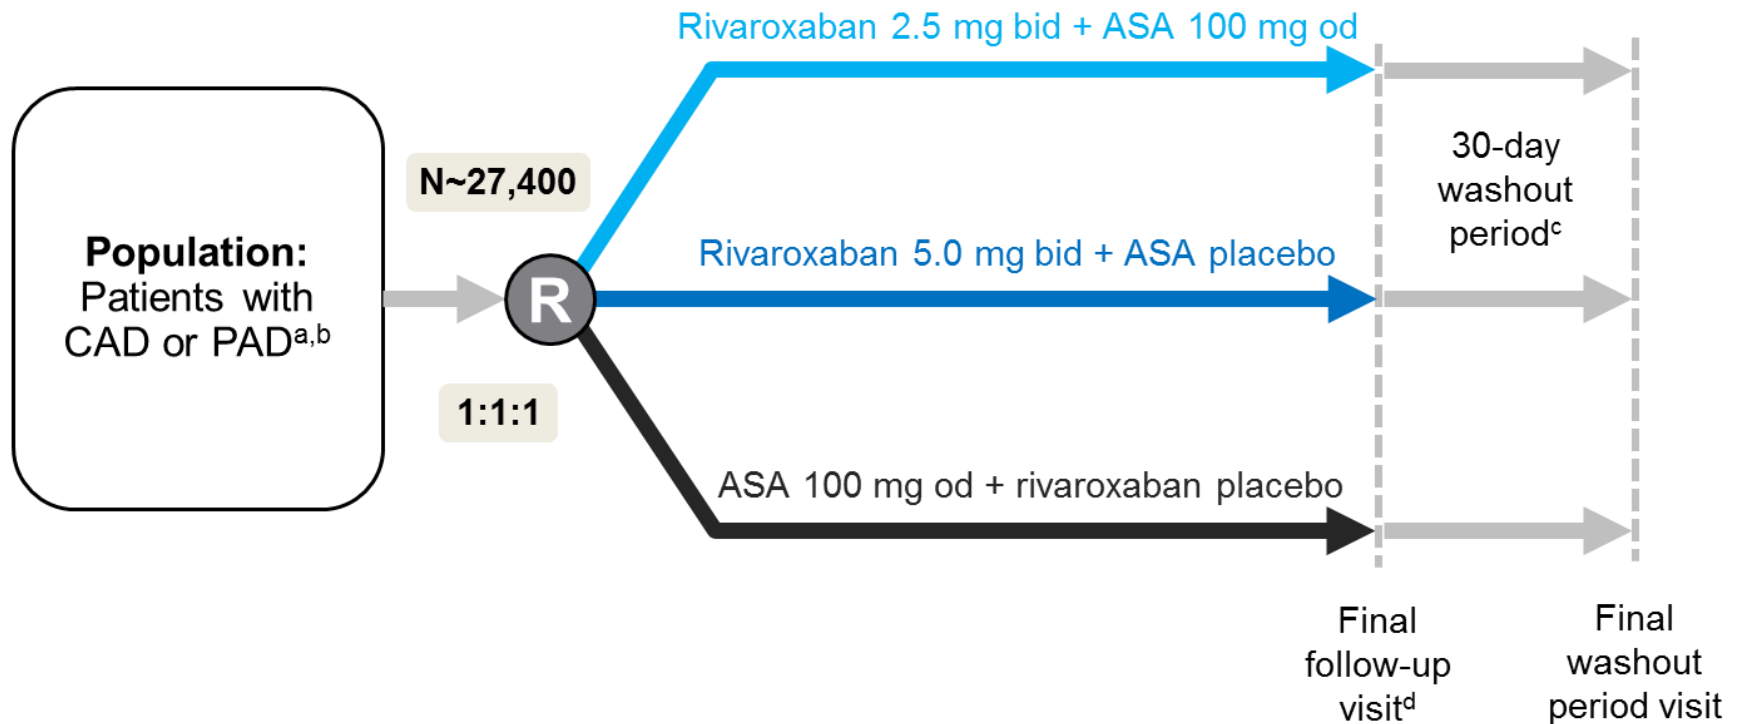 Rivaroxaban 2.5 mg bid + ASA 100 mg od
Population:
Patients with
CAD or PADa,b
N~27,400
R
1:1:1
Rivaroxaban 5.0 mg bid + ASA placebo
ASA 100 mg od + rivaroxaban placebo
30-day
washout
periodc
Final
follow-up
visitd
Final
washout
period visit